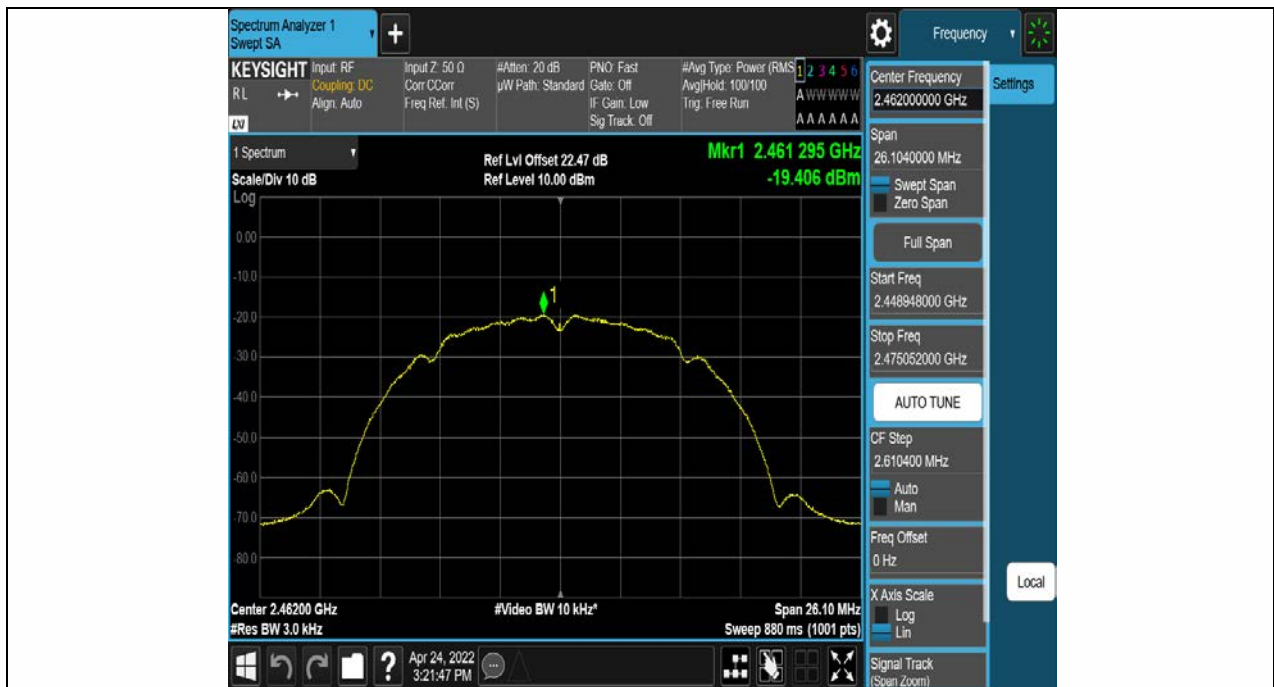 Spectrum Analyzer 1
Swept SA
+
Frequency
KEYSIGHT
RL
LXI
Input: RF
Coupling: DC
Align: Auto
Input Z: 50 Ω
Corr CCorr
Freq Ref: Int (S)
#Atten: 20 dB
µW Path: Standard
PNO: Fast
Gate: Off
IF Gain: Low
Sig Track: Off
#Avg Type: Power (RMS
Avg|Hold: 100/100
Trig: Free Run
1 2 3 4 5 6
A W W W W W
A A A A A A
1 Spectrum
Scale/Div 10 dB
Log
Ref Lvl Offset 22.47 dB
Ref Level 10.00 dBm
Mkr1 2.461 295 GHz
-19.406 dBm
0.00
-10.0
-20.0
-30.0
-40.0
-50.0
-60.0
-70.0
-80.0
1
Center 2.46200 GHz
#Res BW 3.0 kHz
#Video BW 10 kHz*
Span 26.10 MHz
Sweep 880 ms (1001 pts)
Center Frequency
2.462000000 GHz
Settings
Span
26.1040000 MHz
Swept Span
Zero Span
Full Span
Start Freq
2.448948000 GHz
Stop Freq
2.475052000 GHz
AUTO TUNE
CF Step
2.610400 MHz
Auto
Man
Freq Offset
0 Hz
X Axis Scale
Log
Lin
Local
Signal Track
(Span Zoom)
?
Apr 24, 2022
3:21:47 PM